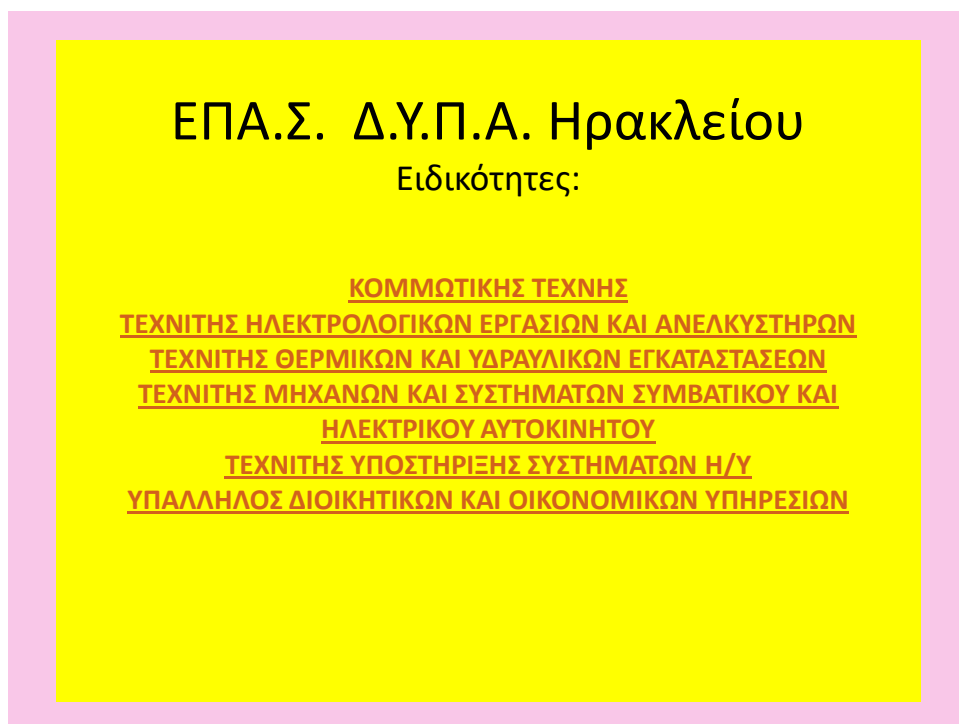 ΕΠΑ.Σ. Δ.Υ.Π.Α. Ηρακλείου
Ειδικότητες:
ΚΟΜΜΩΤΙΚΗΣ ΤΕΧΝΗΣ
ΤΕΧΝΙΤΗΣ ΗΛΕΚΤΡΟΛΟΓΙΚΩΝ ΕΡΓΑΣΙΩΝ ΚΑΙ ΑΝΕΛΚΥΣΤΗΡΩΝ
ΤΕΧΝΙΤΗΣ ΘΕΡΜΙΚΩΝ ΚΑΙ ΥΔΡΑΥΛΙΚΩΝ ΕΓΚΑΤΑΣΤΑΣΕΩΝ
ΤΕΧΝΙΤΗΣ ΜΗΧΑΝΩΝ ΚΑΙ ΣΥΣΤΗΜΑΤΩΝ ΣΥΜΒΑΤΙΚΟΥ ΚΑΙ
ΗΛΕΚΤΡΙΚΟΥ ΑΥΤΟΚΙΝΗΤΟΥ
ΤΕΧΝΙΤΗΣ ΥΠΟΣΤΗΡΙΞΗΣ ΣΥΣΤΗΜΑΤΩΝ Η/Υ
ΥΠΑΛΛΗΛΟΣ ΔΙΟΙΚΗΤΙΚΩΝ ΚΑΙ ΟΙΚΟΝΟΜΙΚΩΝ ΥΠΗΡΕΣΙΩΝ